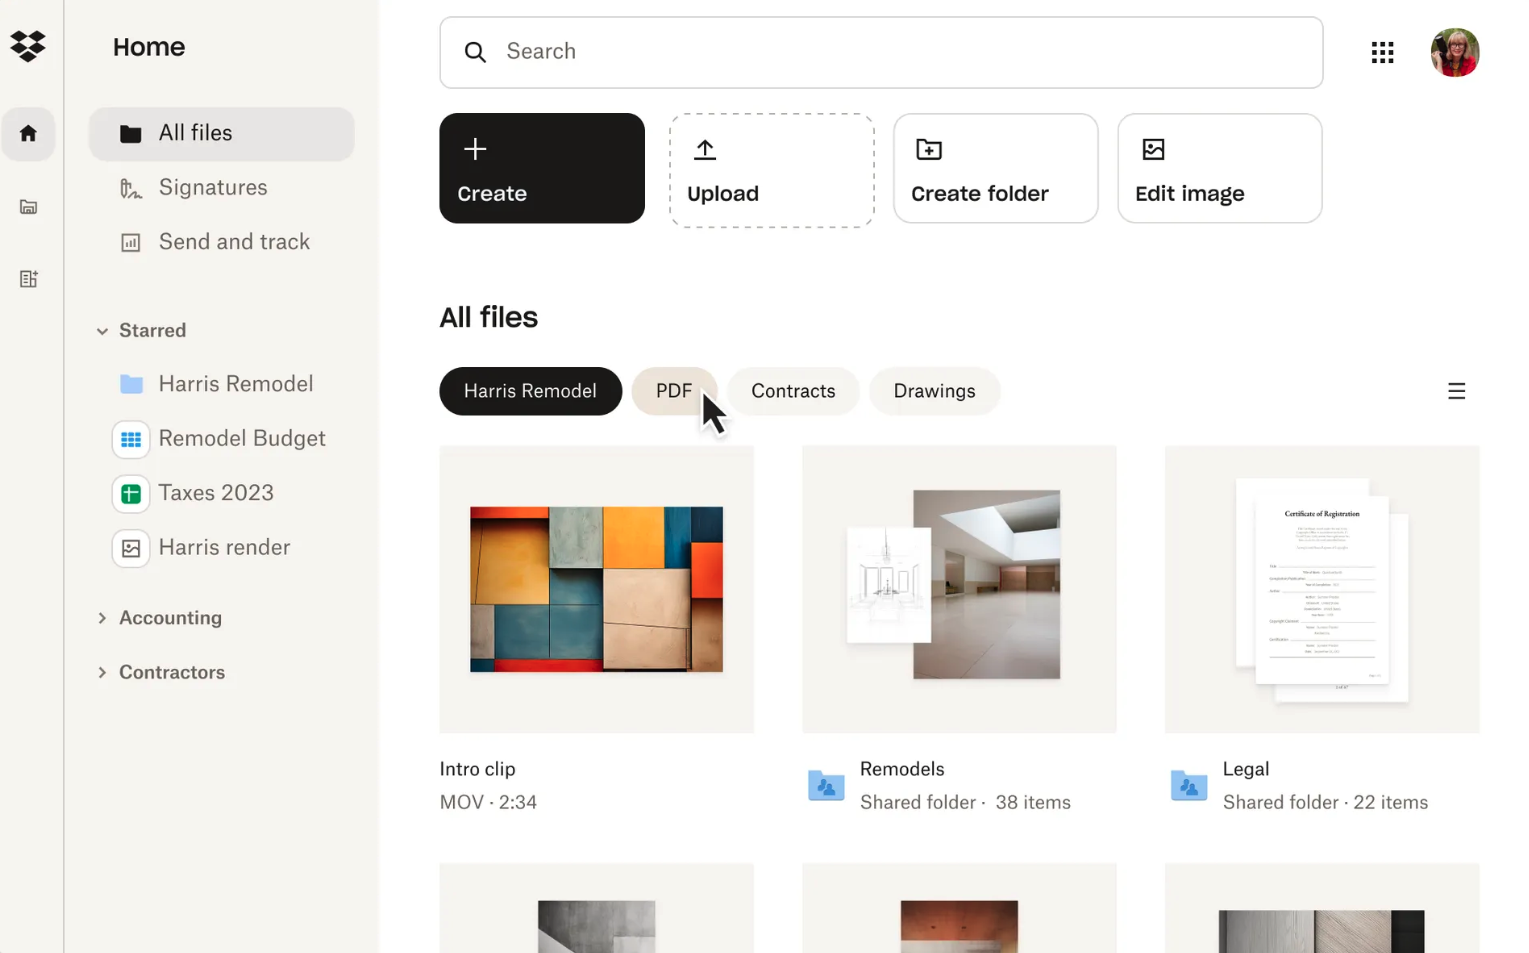 Home
Search
All files
Signatures
Send and track
Create
Upload
Create folder
Edit image
Starred
Harris Remodel
Remodel Budget
Taxes 2023
Harris render
Accounting
Contractors
All files
Harris Remodel
PDF
Contracts
Drawings
Certificate of Registration
Intro clip
MOV · 2:34
Remodels
Shared folder · 38 items
Legal
Shared folder · 22 items